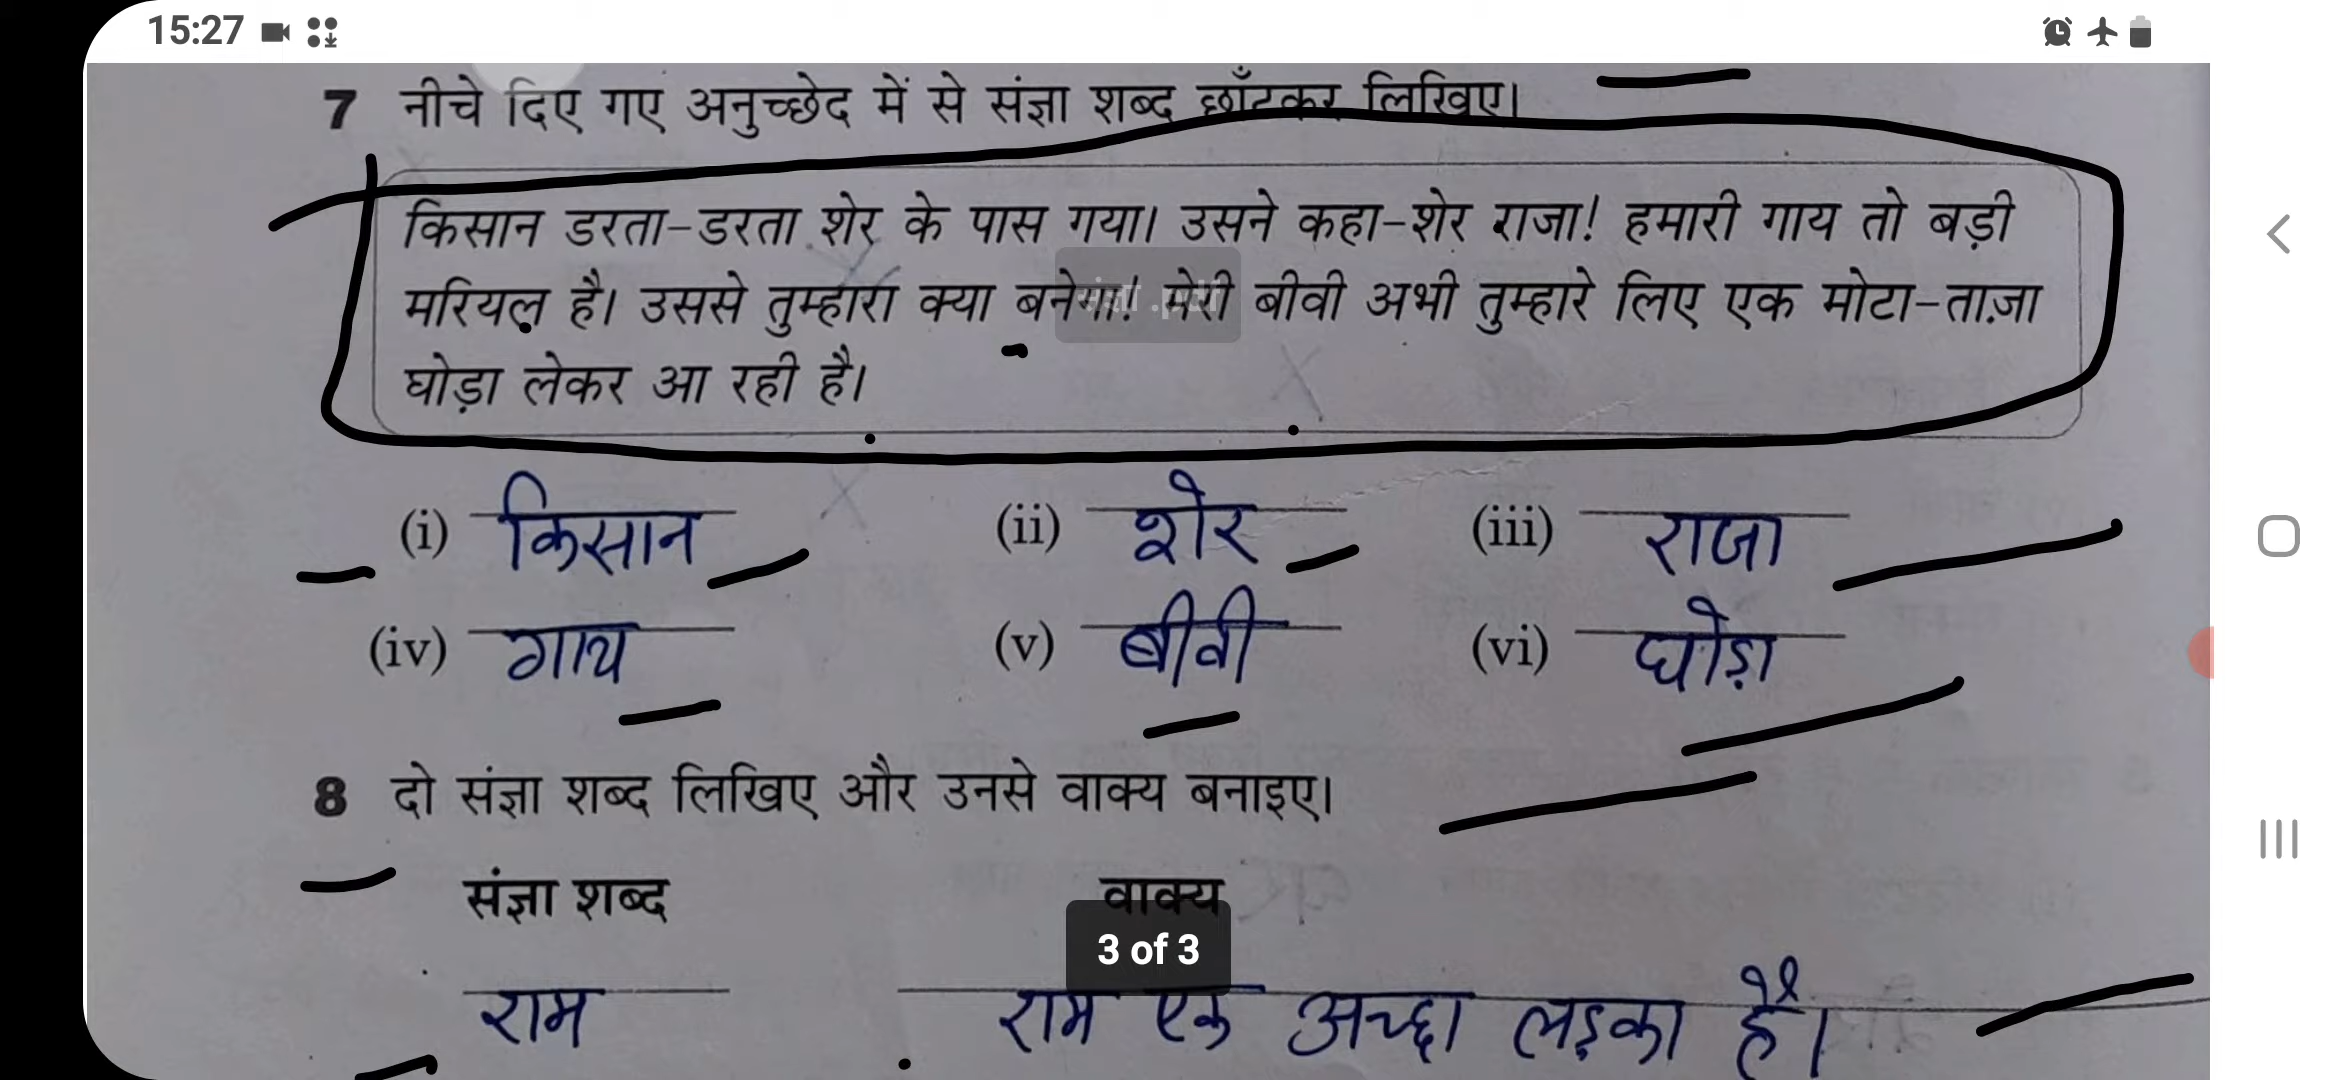 15:27
7 नीचे दिए गए अनुच्छेद में से संज्ञा शब्द छाँटकर लिखिए।
किसान डरता-डरता शेर के पास गया। उसने कहा-शेर राजा! हमारी गाय तो बड़ी
मरियल है। उससे तुम्हारा क्या बनेगा! मेरी बीवी अभी तुम्हारे लिए एक मोटा-ताज़ा
संज्ञा .pdf
घोड़ा लेकर आ रही है।
(i) किसान (ii) शेर (iii) राजा
(iv) गाय (v) बीवी (vi) घोड़ा
8 दो संज्ञा शब्द लिखिए और उनसे वाक्य बनाइए।
संज्ञा शब्द वाक्य
3 of 3
राम राम एक अच्छा लड़का है।